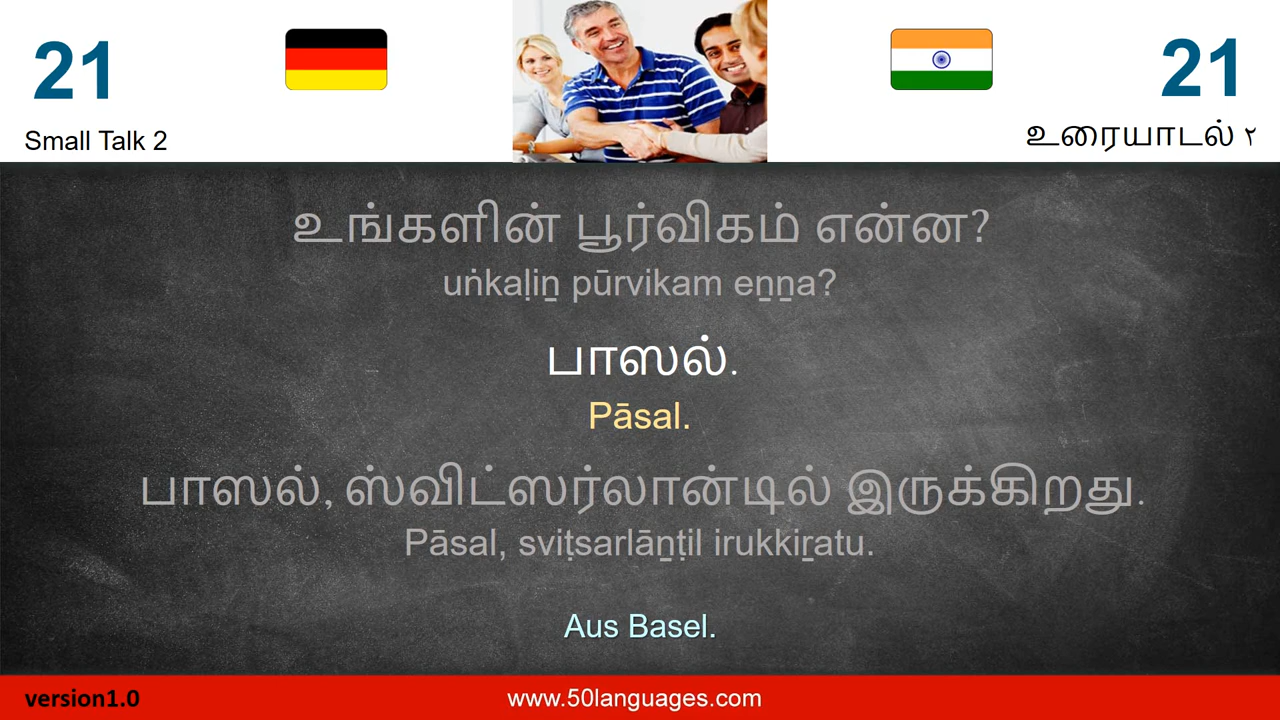 21
Small Talk 2
21
உரையாடல் ٢
உங்களின் பூர்விகம் என்ன?
uṅkaḷiṉ pūrvikam eṉṉa?
பாஸல்.
Pāsal.
பாஸல், ஸ்விட்ஸர்லான்டில் இருக்கிறது.
Pāsal, sviṭsarlāṉṭil irukkiṟatu.
Aus Basel.
version1.0
www.50languages.com